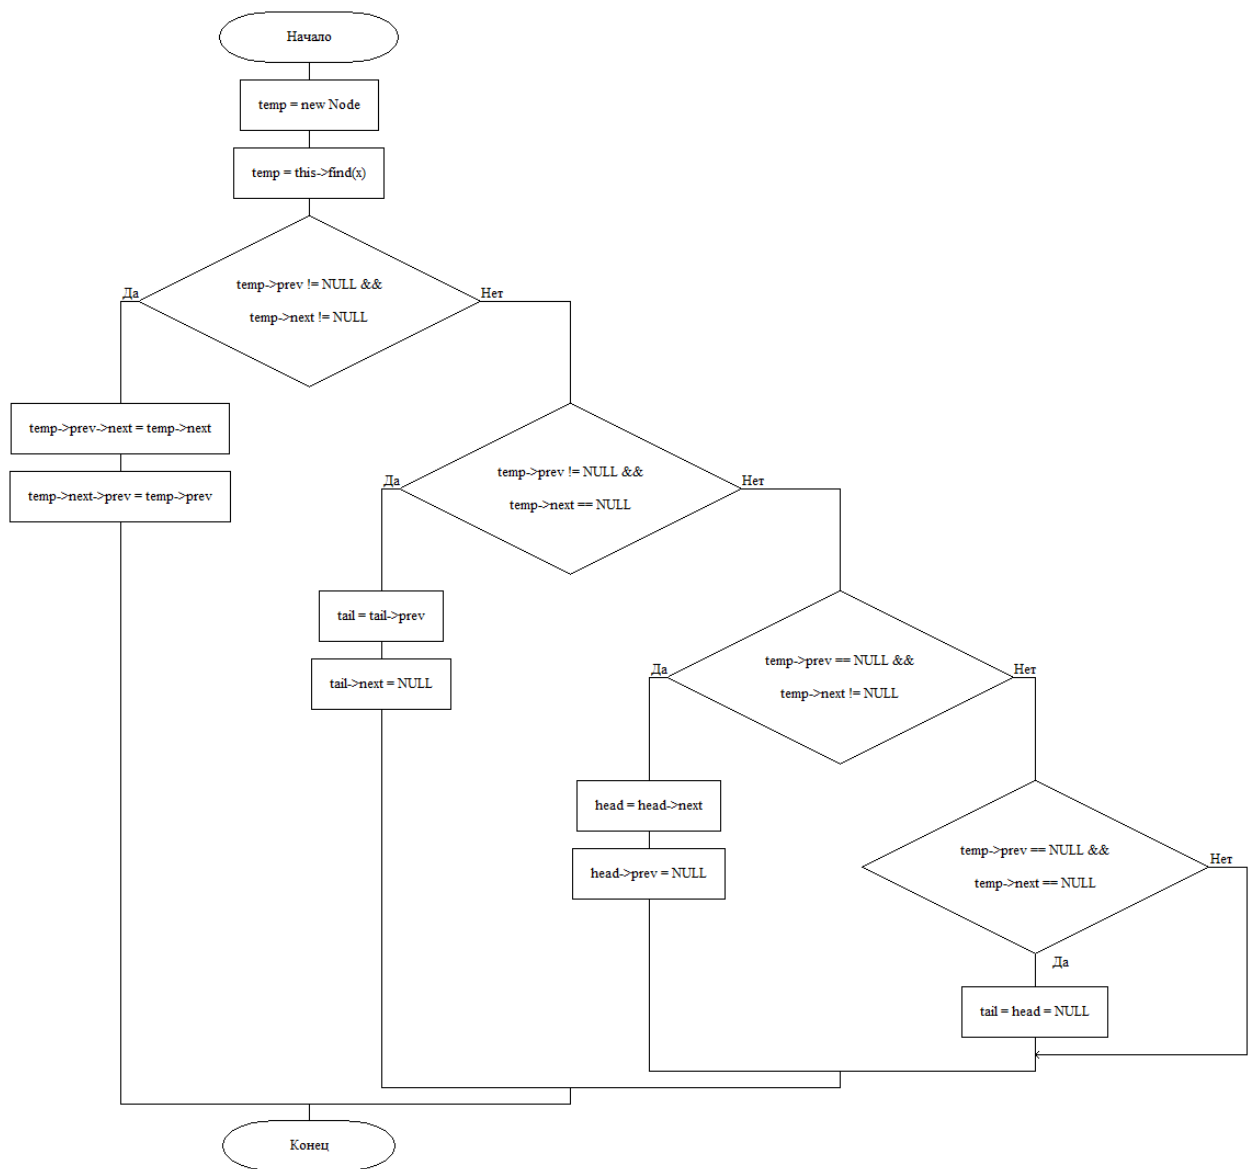 Начало
temp = new Node
temp = this->find(x)
temp->prev != NULL &&
temp->next != NULL
Да
Нет
temp->prev->next = temp->next
temp->next->prev = temp->prev
temp->prev != NULL &&
temp->next == NULL
Да
Нет
tail = tail->prev
tail->next = NULL
temp->prev == NULL &&
temp->next != NULL
Да
Нет
head = head->next
head->prev = NULL
temp->prev == NULL &&
temp->next == NULL
Нет
Да
tail = head = NULL
Конец